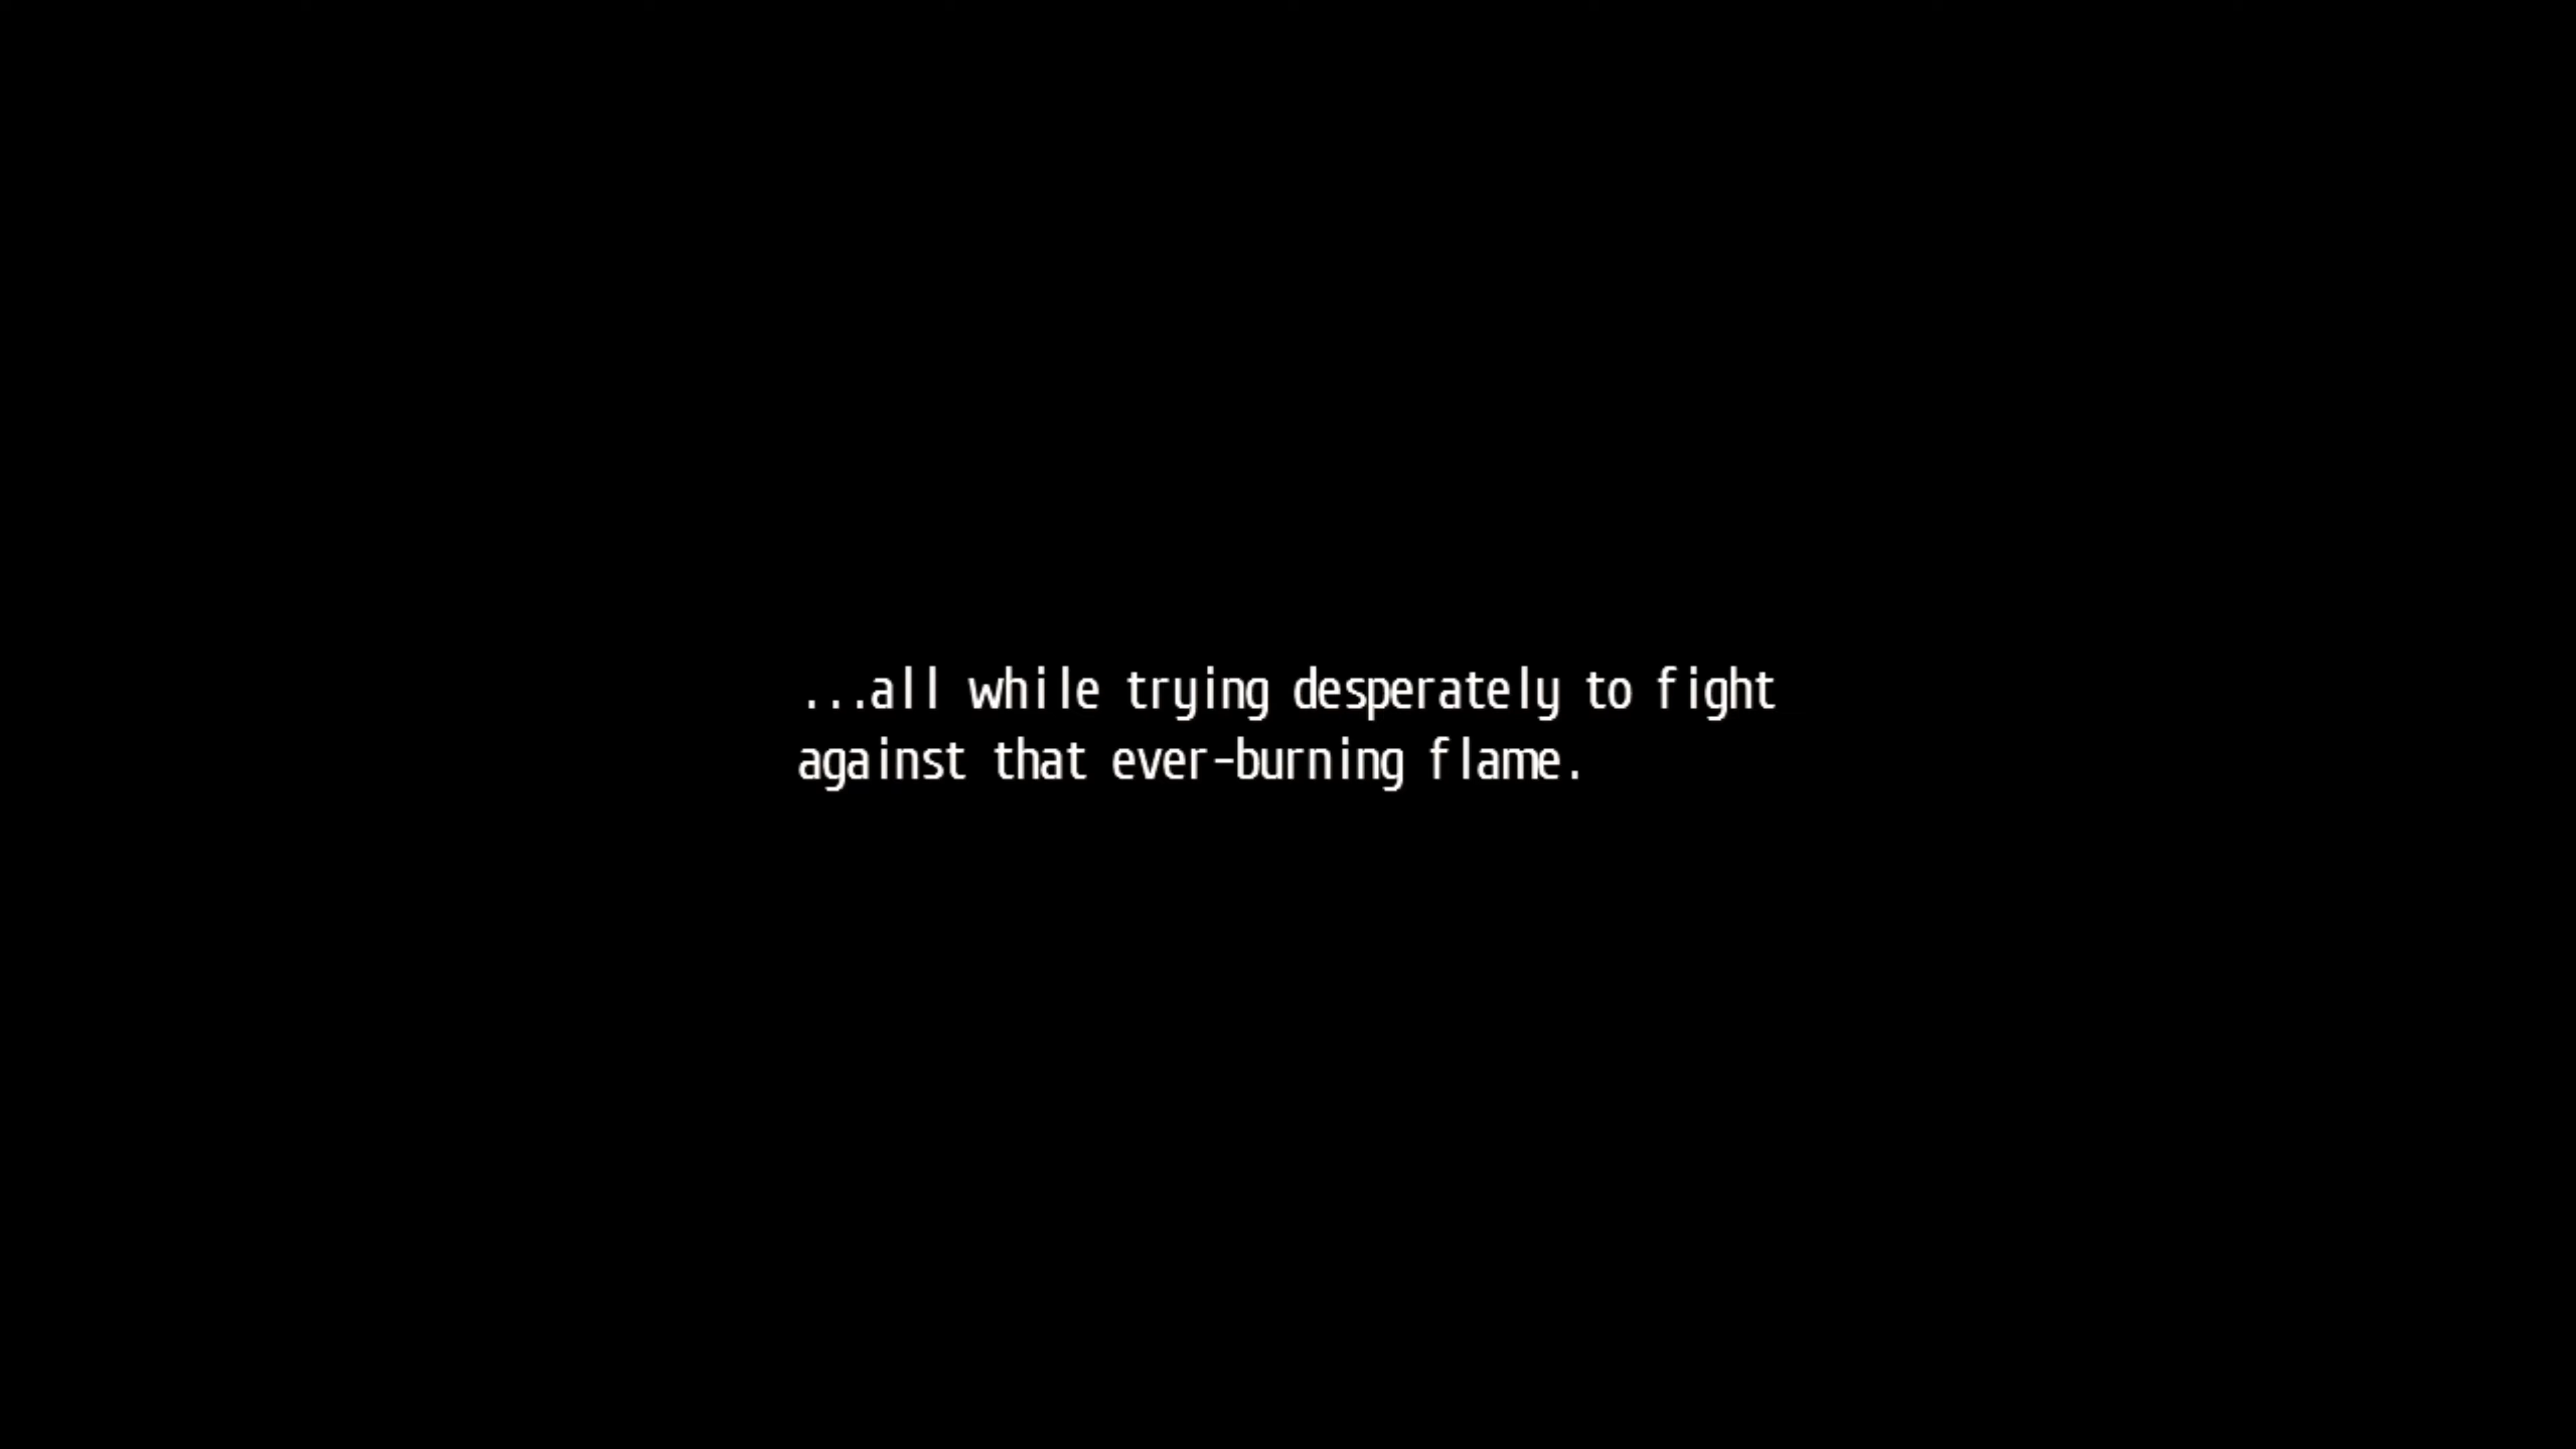 ...all while trying desperately to fight
against that ever-burning flame.